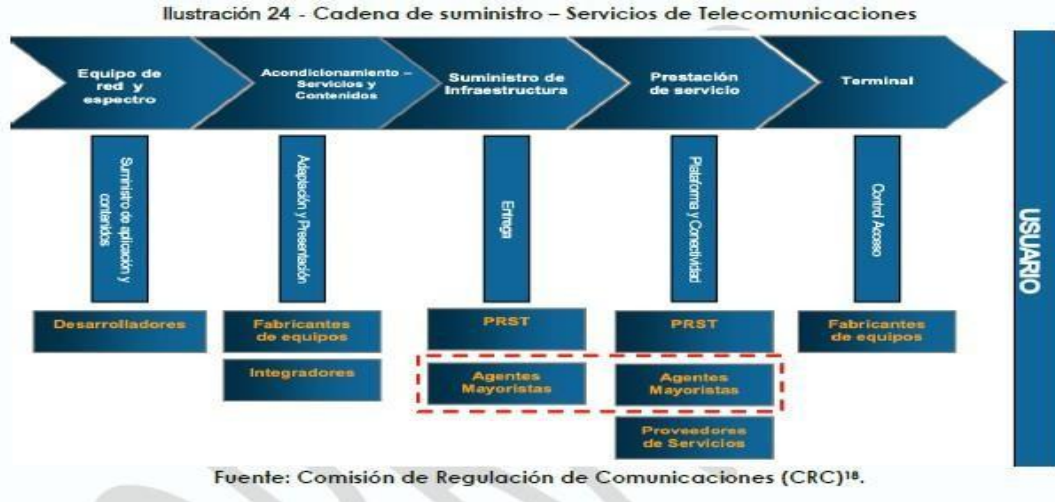 Ilustración 24 - Cadena de suministro – Servicios de Telecomunicaciones
Equipo de
red y
espectro
Acondicionamiento –
Servicios y
Contenidos
Suministro de
Infraestructura
Prestación
de servicio
Terminal
Suministro de aplicación y
contenidos
Adaptación y Presentación
Entrega
Plataforma y Conectividad
Control Acceso
USUARIO
Desarrolladores
Fabricantes
de equipos
PRST
PRST
Fabricantes
de equipos
Integradores
Agentes
Mayoristas
Agentes
Mayoristas
Proveedores
de Servicios
Fuente: Comisión de Regulación de Comunicaciones (CRC)¹⁸.